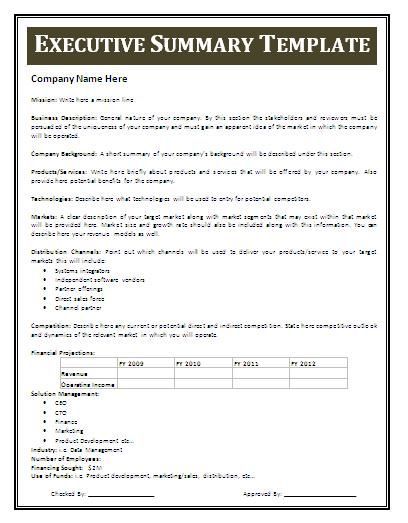 EXECUTIVE SUMMARY TEMPLATE
Company Name Here
Mission: Write here a mission line
Business Description: General nature of your company. By this section the stakeholders and reviewers must be
persuaded of the uniqueness of your company and must gain an apparent idea of the market in which the company
will be operated.
Company Background: A short summary of your company's background will be described under this section.
Products/Services: Write here briefly about products and services that will be offered by your company. Also
provide here potential benefits for the company.
Technologies: Describe here what technologies will be used to entry for potential competitors.
Markets: A clear description of your target market along with market segments that may exist within that market
will be provided here. Market size and growth rate should also be included along with this information. You can
describe here your revenue models as well.
Distribution Channels: Point out which channels will be used to deliver your products/service to your target
markets this will include:
• Systems integrators
• Independent software vendors
• Partner offerings
• Direct sales force
• Channel partner
Competition: Describe here any current or potential direct and indirect competition. State here competitive outlook
and dynamics of the relevant market in which you will operate.
Financial Projections:
FY 2009 FY 2010 FY 2011 FY 2012
Revenue
Operating Income
Solution Management:
• CEO
• CTO
• Finance
• Marketing
• Product Development etc...
Industry: i.e. Data Management
Number of Employees:
Financing Sought: $2M
Use of Funds: i.e. Product development, marketing/sales, distribution, etc...
Checked By: ________________ Approved By: ________________